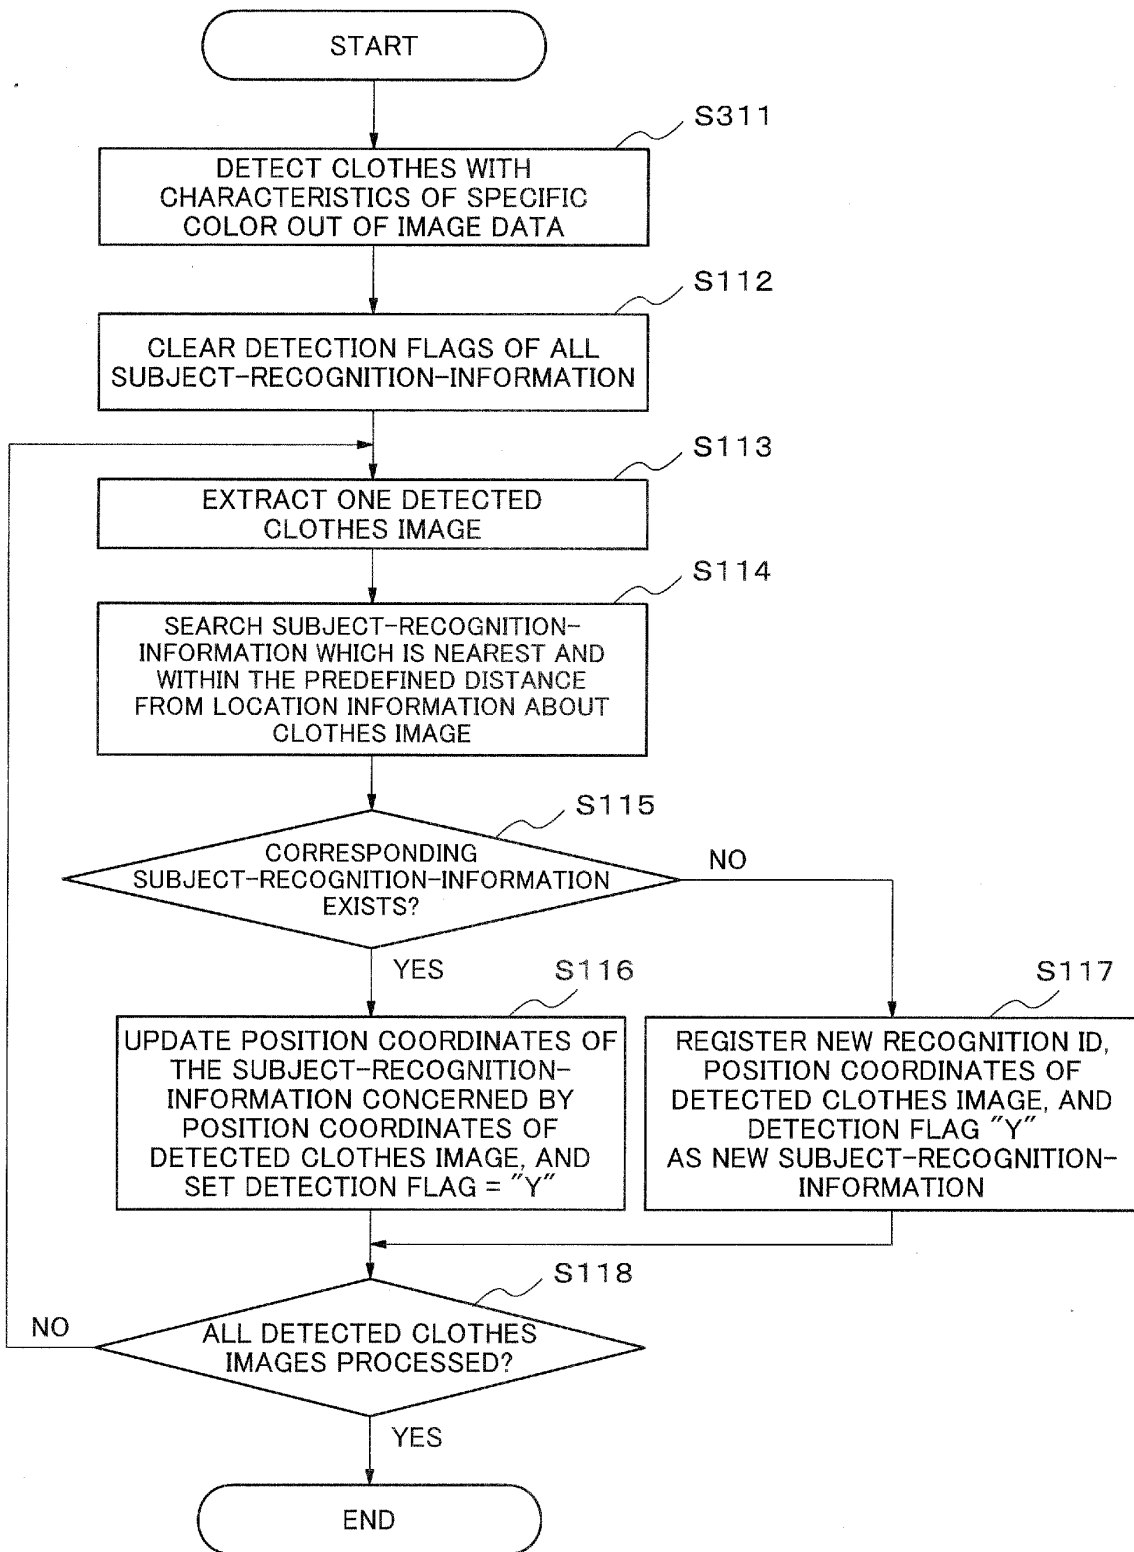 START
S311
DETECT CLOTHES WITH
CHARACTERISTICS OF SPECIFIC
COLOR OUT OF IMAGE DATA
S112
CLEAR DETECTION FLAGS OF ALL
SUBJECT-RECOGNITION-INFORMATION
S113
EXTRACT ONE DETECTED
CLOTHES IMAGE
S114
SEARCH SUBJECT-RECOGNITION-
INFORMATION WHICH IS NEAREST AND
WITHIN THE PREDEFINED DISTANCE
FROM LOCATION INFORMATION ABOUT
CLOTHES IMAGE
S115
CORRESPONDING
SUBJECT-RECOGNITION-INFORMATION
EXISTS?
NO
YES
S116
UPDATE POSITION COORDINATES OF
THE SUBJECT-RECOGNITION-
INFORMATION CONCERNED BY
POSITION COORDINATES OF
DETECTED CLOTHES IMAGE, AND
SET DETECTION FLAG = "Y"
S117
REGISTER NEW RECOGNITION ID,
POSITION COORDINATES OF
DETECTED CLOTHES IMAGE, AND
DETECTION FLAG "Y"
AS NEW SUBJECT-RECOGNITION-
INFORMATION
S118
ALL DETECTED CLOTHES
IMAGES PROCESSED?
NO
YES
END